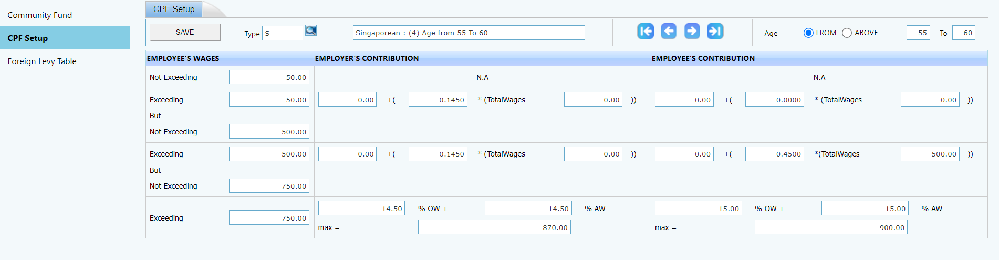 Community Fund
CPF Setup
Foreign Levy Table
CPF Setup
SAVE Type S Singaporean : (4) Age from 55 To 60 Age FROM ABOVE 55 To 60
EMPLOYEE'S WAGES EMPLOYER'S CONTRIBUTION EMPLOYEE'S CONTRIBUTION
Not Exceeding 50.00 N.A N.A
Exceeding 50.00 0.00 +( 0.1450 * (TotalWages - 0.00 )) 0.00 +( 0.0000 * (TotalWages - 0.00 ))
But
Not Exceeding 500.00
Exceeding 500.00 0.00 +( 0.1450 * (TotalWages - 0.00 )) 0.00 +( 0.4500 *(TotalWages - 500.00 ))
But
Not Exceeding 750.00
Exceeding 750.00
14.50 % OW + 14.50 % AW 15.00 % OW + 15.00 % AW
max = 870.00 max = 900.00